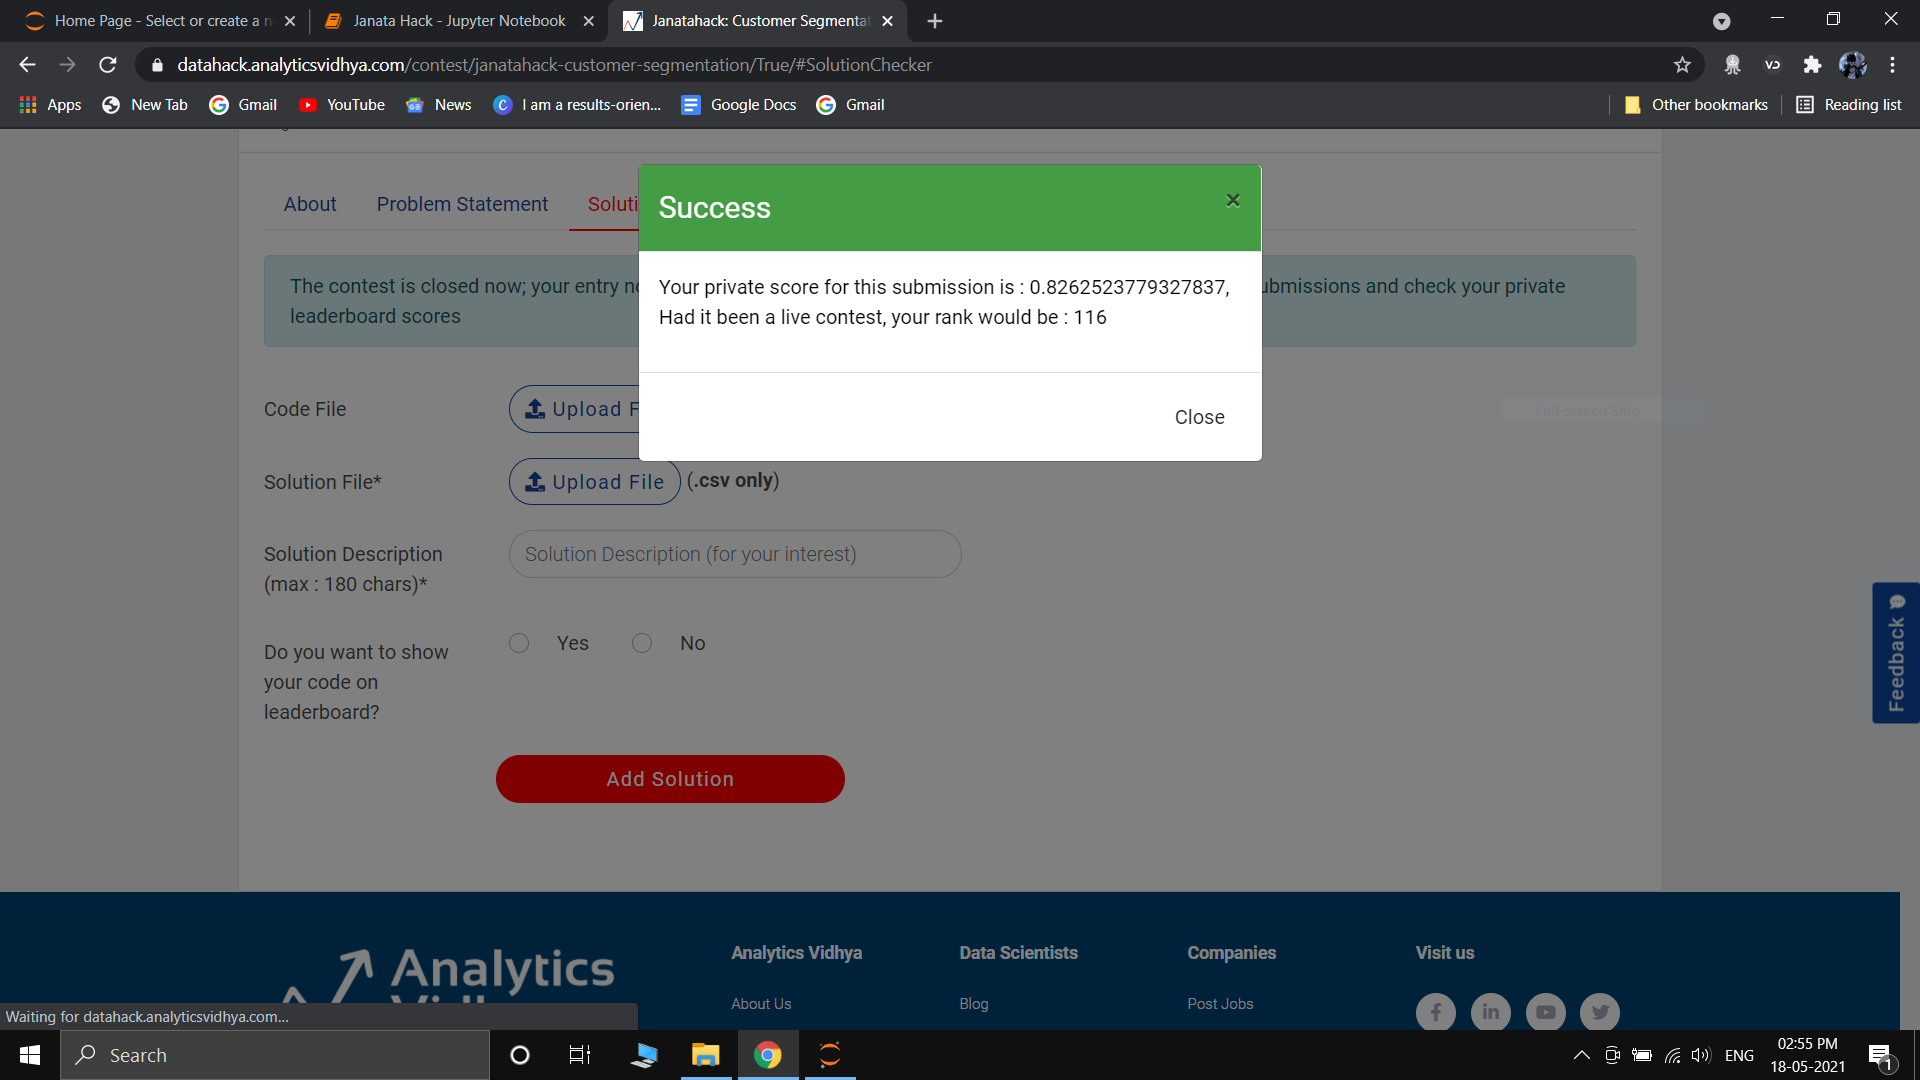 Home Page - Select or create a n
Janata Hack - Jupyter Notebook
Janatahack: Customer Segmentat
datahack.analyticsvidhya.com/contest/janatahack-customer-segmentation/True/#SolutionChecker
Apps
New Tab
Gmail
YouTube
News
I am a results-orien...
Google Docs
Gmail
Other bookmarks
Reading list
About
Problem Statement
Soluti
Success
×
The contest is closed now; your entry n
ubmissions and check your private
leaderboard scores
Your private score for this submission is : 0.8262523779327837,
Had it been a live contest, your rank would be : 116
Close
Full-screen Snip
Code File
Upload F
Solution File*
Upload File
(.csv only)
Solution Description
(max : 180 chars)*
Solution Description (for your interest)
Do you want to show
your code on
leaderboard?
Yes
No
Add Solution
Feedback
Analytics
Analytics Vidhya
Data Scientists
Companies
Visit us
About Us
Blog
Post Jobs
Waiting for datahack.analyticsvidhya.com...
Search
ENG
02:55 PM
18-05-2021
1